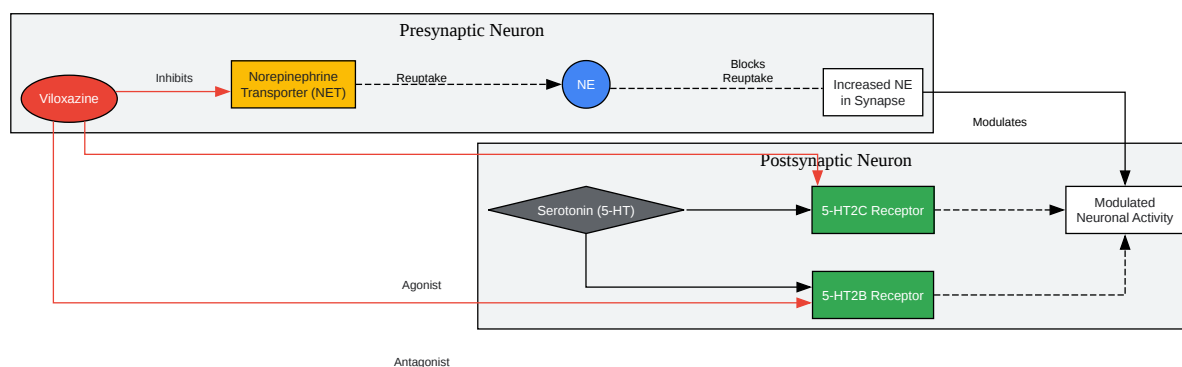 Presynaptic Neuron
Viloxazine
Inhibits
Norepinephrine
Transporter (NET)
Reuptake
NE
Blocks
Reuptake
Increased NE
in Synapse
Modulates
Postsynaptic Neuron
Serotonin (5-HT)
5-HT2C Receptor
Modulated
Neuronal Activity
Agonist
5-HT2B Receptor
Antagonist